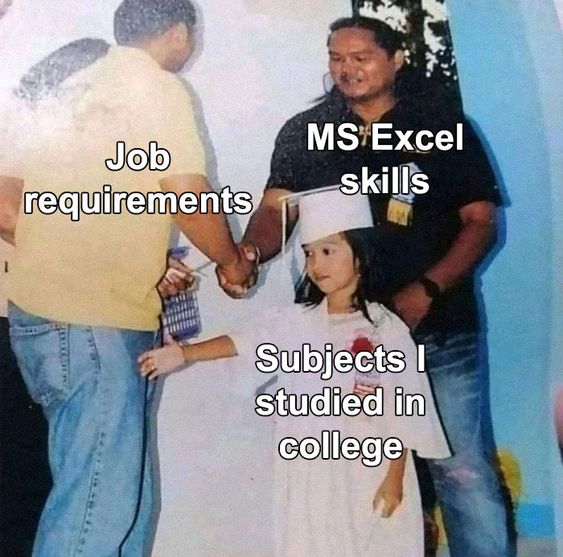 Job
requirements
MS Excel
skills
Subjects I
studied in
college